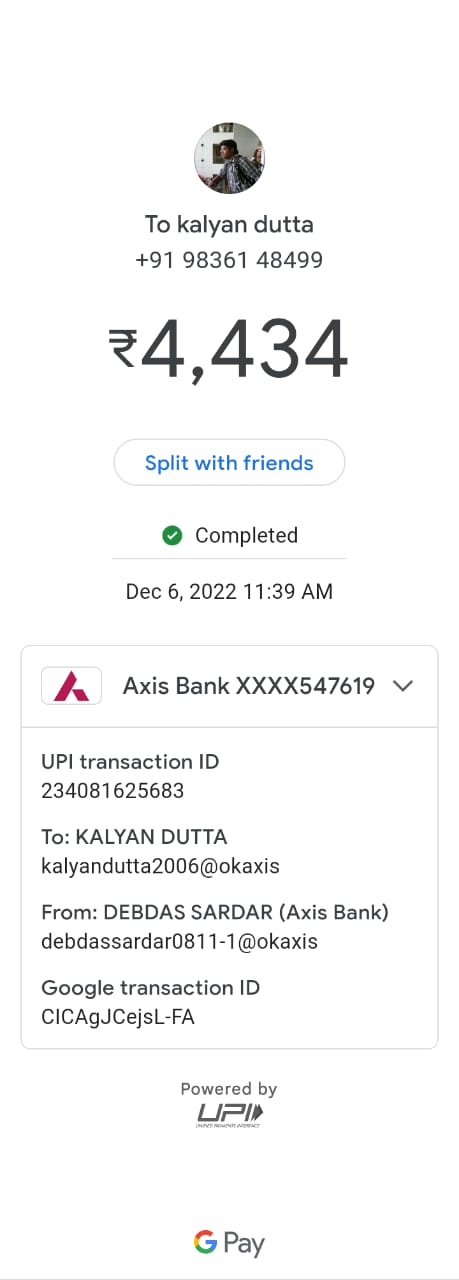 To kalyan dutta
+91 98361 48499
₹4,434
Split with friends
Completed
Dec 6, 2022 11:39 AM
Axis Bank XXXX547619
UPI transaction ID
234081625683
To: KALYAN DUTTA
kalyandutta2006@okaxis
From: DEBDAS SARDAR (Axis Bank)
debdassardar0811-1@okaxis
Google transaction ID
CICAgJCejsL-FA
Powered by
UPI
UNIFIED PAYMENTS INTERFACE
G Pay